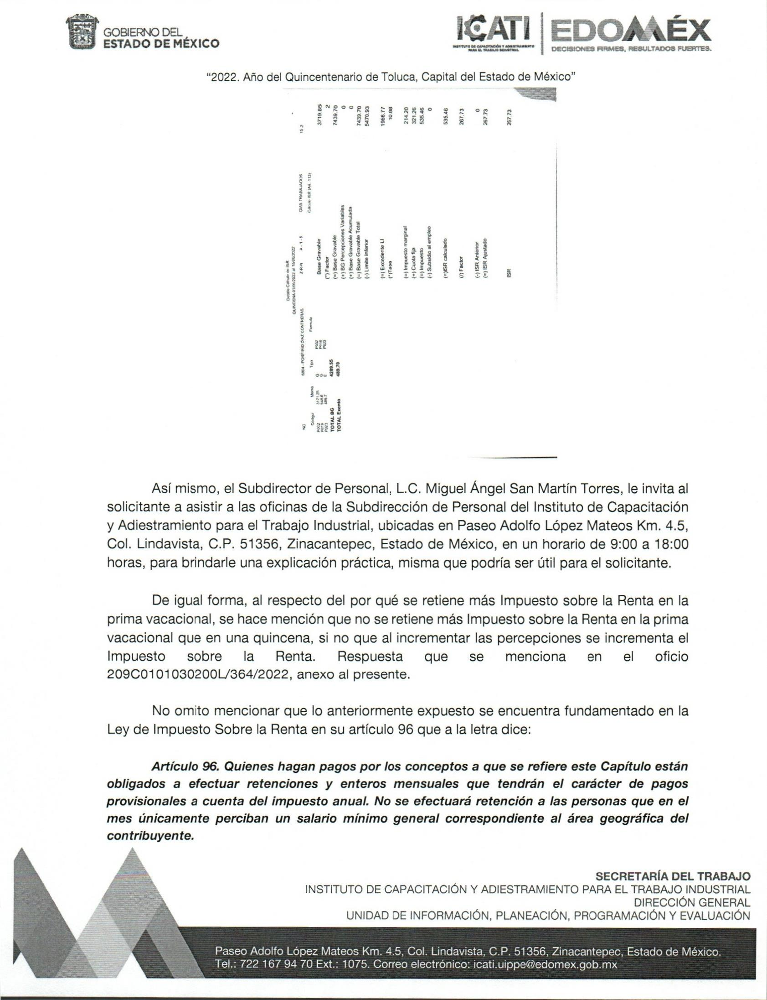 GOBIERNO DEL
ESTADO DE MÉXICO
ICATI
INSTITUTO DE CAPACITACIÓN Y ADIESTRAMIENTO
PARA EL TRABAJO INDUSTRIAL
EDOMÉX
DECISIONES FIRMES, RESULTADOS FUERTES.
“2022. Año del Quincentenario de Toluca, Capital del Estado de México”
Detalle Calculo de ISR
QUINCENA 01/06/2022 al 15/06/2022
NO 6804 - PORFIRIO DIAZ CONTRERAS Z-R-N A - 1 - 5 DIAS TRABAJADOS 15.2
Código Monto Tipo Formula Cálculo ISR (Art. 113)
P002 3171.25 G P002
P019 548.6 G P019
P023 489.7 E P023
TOTAL BG 4209.55
TOTAL Exento 489.70
Base Gravable 3719.85
(*) Factor 2
(=) Base Gravable 7439.70
(+) BG Percepciones Variables 0
(+) Base Gravable Acumulada 0
(=) Base Gravable Total 7439.70
(-) Limite Inferior 5470.93
(=) Excedente LI 1968.77
(*)Tasa 10.88
(=) Impuesto marginal 214.20
(+) Cuota fija 321.26
(=) Impuesto 535.46
(-) Subsidio al empleo 0
(=)ISR calculado 535.46
(/) Factor 267.73
(-) ISR Anterior 0
(=) ISR Ajustado 267.73
ISR 267.73
Así mismo, el Subdirector de Personal, L.C. Miguel Ángel San Martín Torres, le invita al
solicitante a asistir a las oficinas de la Subdirección de Personal del Instituto de Capacitación
y Adiestramiento para el Trabajo Industrial, ubicadas en Paseo Adolfo López Mateos Km. 4.5,
Col. Lindavista, C.P. 51356, Zinacantepec, Estado de México, en un horario de 9:00 a 18:00
horas, para brindarle una explicación práctica, misma que podría ser útil para el solicitante.
De igual forma, al respecto del por qué se retiene más Impuesto sobre la Renta en la
prima vacacional, se hace mención que no se retiene más Impuesto sobre la Renta en la prima
vacacional que en una quincena, si no que al incrementar las percepciones se incrementa el
Impuesto sobre la Renta. Respuesta que se menciona en el oficio
209C0101030200L/364/2022, anexo al presente.
No omito mencionar que lo anteriormente expuesto se encuentra fundamentado en la
Ley de Impuesto Sobre la Renta en su artículo 96 que a la letra dice:
Artículo 96. Quienes hagan pagos por los conceptos a que se refiere este Capítulo están
obligados a efectuar retenciones y enteros mensuales que tendrán el carácter de pagos
provisionales a cuenta del impuesto anual. No se efectuará retención a las personas que en el
mes únicamente perciban un salario mínimo general correspondiente al área geográfica del
contribuyente.
SECRETARÍA DEL TRABAJO
INSTITUTO DE CAPACITACIÓN Y ADIESTRAMIENTO PARA EL TRABAJO INDUSTRIAL
DIRECCIÓN GENERAL
UNIDAD DE INFORMACIÓN, PLANEACIÓN, PROGRAMACIÓN Y EVALUACIÓN
Paseo Adolfo López Mateos Km. 4.5, Col. Lindavista, C.P. 51356, Zinacantepec, Estado de México.
Tel.: 722 167 94 70 Ext.: 1075. Correo electrónico: icati.uippe@edomex.gob.mx